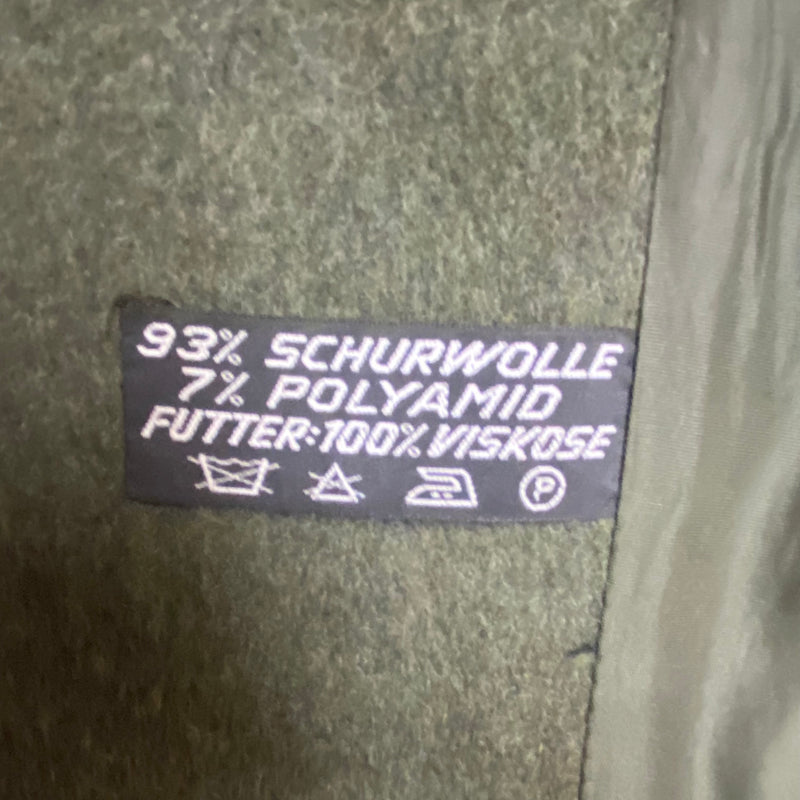 93% SCHURWOLLE
7% POLYAMID
FUTTER:100% VISKOSE
P